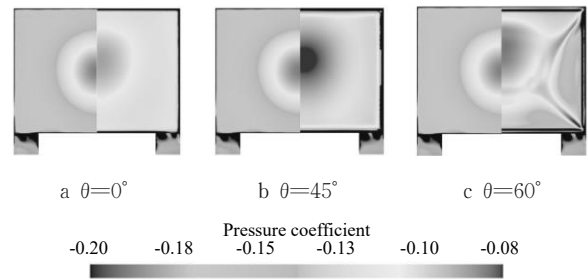 a θ=0° b θ=45° c θ=60°
Pressure coefficient
-0.20 -0.18 -0.15 -0.13 -0.10 -0.08